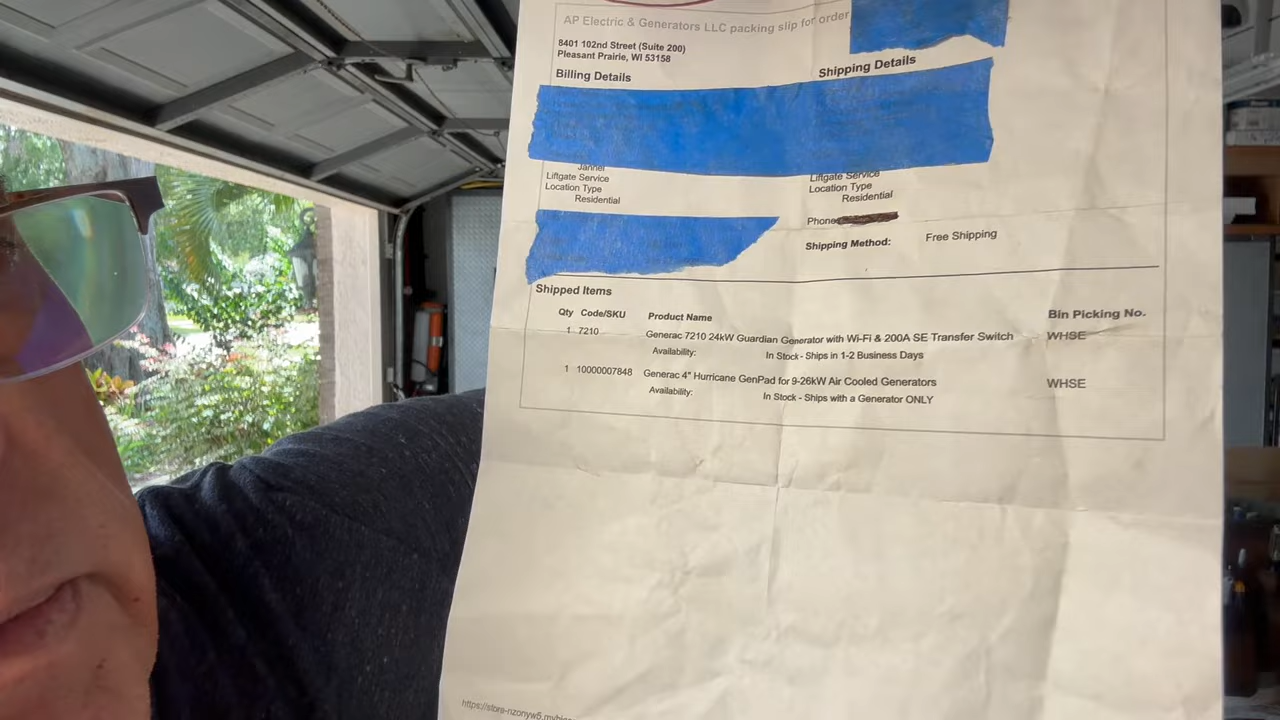 AP Electric & Generators LLC packing slip for order
8401 102nd Street (Suite 200)
Pleasant Prairie, WI 53158
Billing Details
Shipping Details
Liftgate Service
Location Type
Residential
Liftgate Service
Location Type
Residential
Phone
Shipping Method: Free Shipping
Shipped Items
Qty Code/SKU Product Name Bin Picking No.
1 7210 Generac 7210 24kW Guardian Generator with Wi-Fi & 200A SE Transfer Switch WHSE
Availability: In Stock - Ships in 1-2 Business Days
1 10000007848 Generac 4" Hurricane GenPad for 9-26kW Air Cooled Generators WHSE
Availability: In Stock - Ships with a Generator ONLY